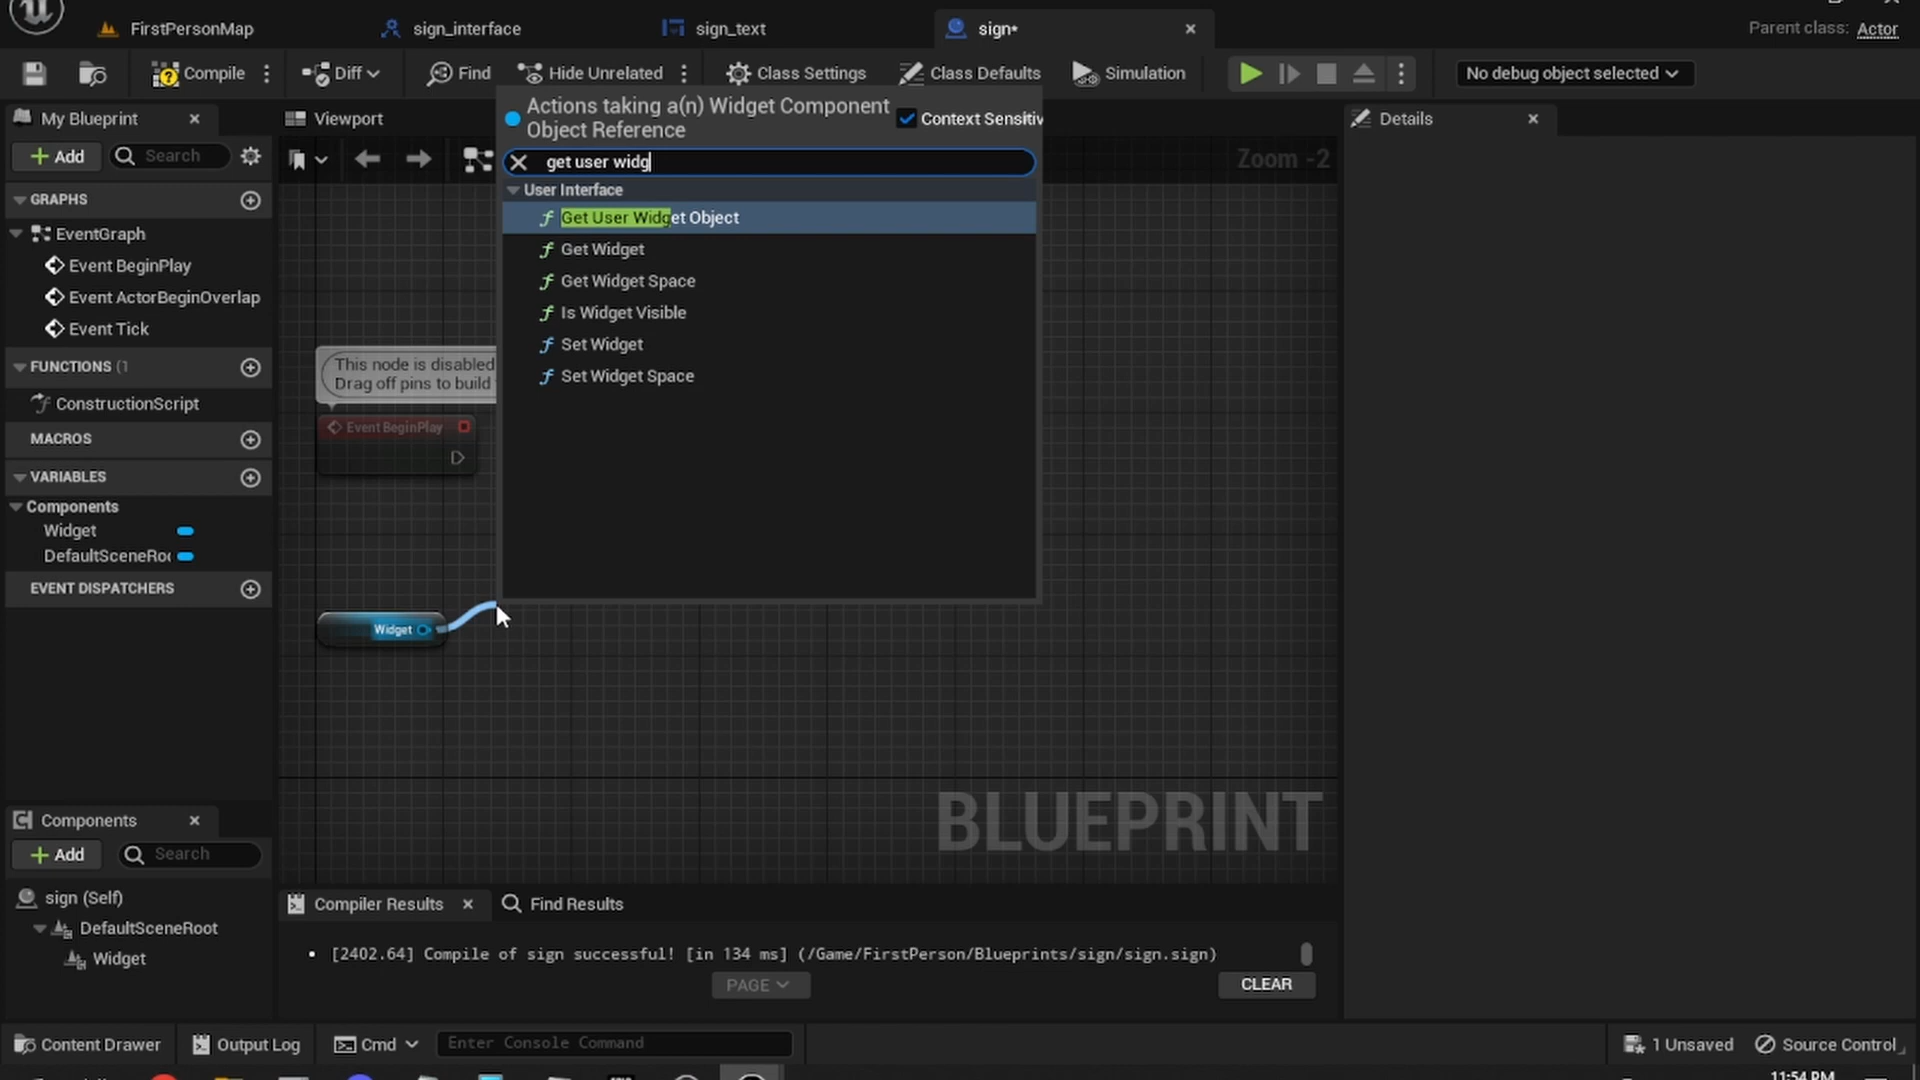 FirstPersonMap
sign_interface
sign_text
sign*
Parent class: Actor
Compile
Diff
Find
Hide Unrelated
Class Settings
Class Defaults
Simulation
No debug object selected
My Blueprint
Add
Search
GRAPHS
EventGraph
Event BeginPlay
Event ActorBeginOverlap
Event Tick
FUNCTIONS (1
ConstructionScript
MACROS
VARIABLES
Components
Widget
DefaultSceneRoo
EVENT DISPATCHERS
Components
Add
Search
sign (Self)
DefaultSceneRoot
Widget
Viewport
Zoom -2
Actions taking a(n) Widget Component
Object Reference
Context Sensitiv
get user widg
User Interface
Get User Widget Object
Get Widget
Get Widget Space
Is Widget Visible
Set Widget
Set Widget Space
This node is disabled
Drag off pins to build
Event BeginPlay
Widget
BLUEPRINT
Details
Compiler Results
Find Results
[2402.64] Compile of sign successful! [in 134 ms] (/Game/FirstPerson/Blueprints/sign/sign.sign)
PAGE
CLEAR
Content Drawer
Output Log
Cmd
Enter Console Command
1 Unsaved
Source Control
11:54 PM